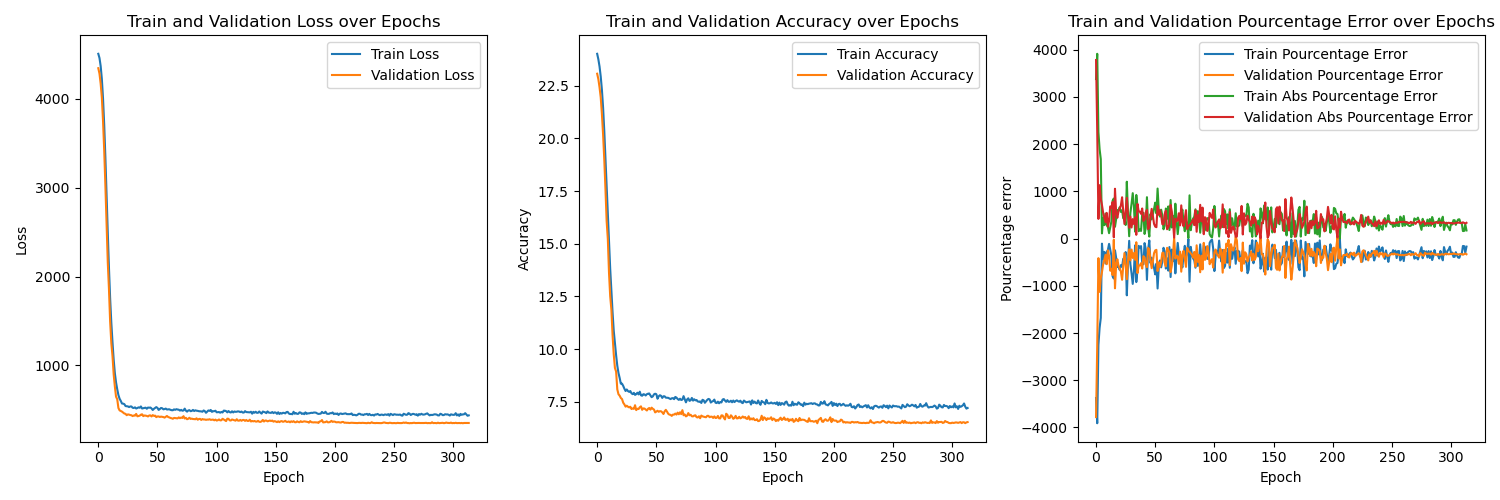 Train and Validation Loss over Epochs
Train Loss
Validation Loss
4000
3000
2000
1000
Loss
0 50 100 150 200 250 300
Epoch
Train and Validation Accuracy over Epochs
Train Accuracy
Validation Accuracy
22.5
20.0
17.5
15.0
12.5
10.0
7.5
Accuracy
0 50 100 150 200 250 300
Epoch
Train and Validation Pourcentage Error over Epochs
Train Pourcentage Error
Validation Pourcentage Error
Train Abs Pourcentage Error
Validation Abs Pourcentage Error
4000
3000
2000
1000
0
−1000
−2000
−3000
−4000
Pourcentage error
0 50 100 150 200 250 300
Epoch